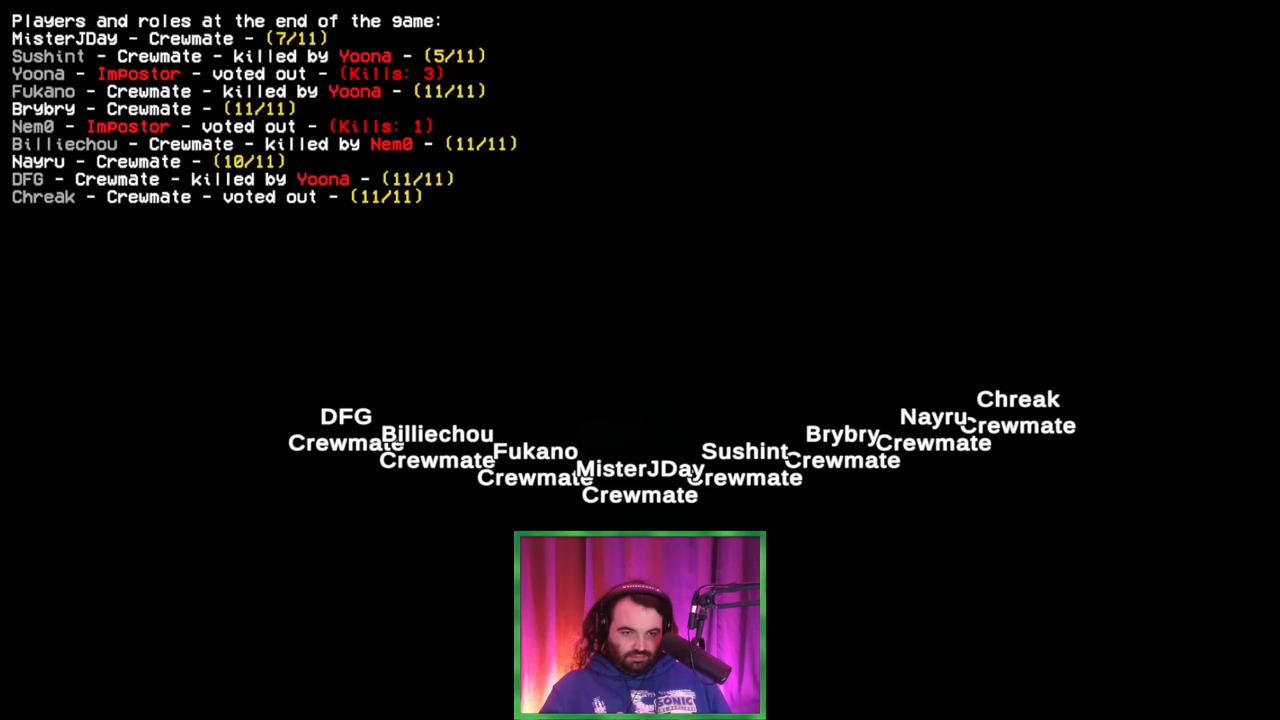 Players and roles at the end of the game:
MisterJDay - Crewmate - (7/11)
Sushint - Crewmate - killed by Yoona - (5/11)
Yoona - Impostor - voted out - (Kills: 3)
Fukano - Crewmate - killed by Yoona - (11/11)
Brybry - Crewmate - (11/11)
Nem0 - Impostor - voted out - (Kills: 1)
Billiechou - Crewmate - killed by Nem0 - (11/11)
Nayru - Crewmate - (10/11)
DFG - Crewmate - killed by Yoona - (11/11)
Chreak - Crewmate - voted out - (11/11)
DFG
Crewmate
Billiechou
Crewmate
Fukano
Crewmate
MisterJDay
Crewmate
Sushint
Crewmate
Brybry
Crewmate
Nayru
Crewmate
Chreak
Crewmate
SONIC